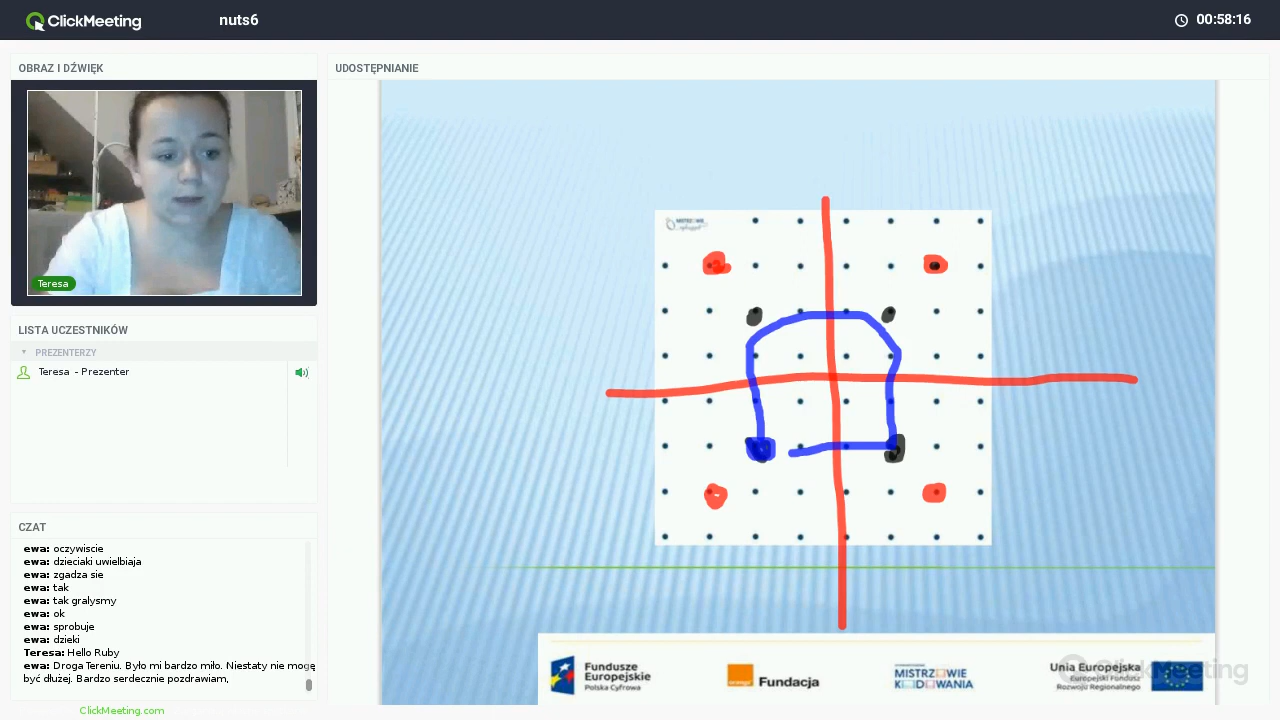 ClickMeeting
nuts6
00:58:16
OBRAZ I DŹWIĘK
UDOSTĘPNIANIE
Teresa
LISTA UCZESTNIKÓW
PREZENTERZY
Teresa - Prezenter
CZAT
ewa: oczywiscie
ewa: dzieciaki uwielbiaja
ewa: zgadza sie
ewa: tak
ewa: tak gralysmy
ewa: ok
ewa: sprobuje
ewa: dzieki
Teresa: Hello Ruby
ewa: Droga Tereniu. Było mi bardzo miło. Niestaty nie mogę
być dłużej. Bardzo serdecznie pozdrawiam,
ClickMeeting.com
MISTRZOWIE
Fundusze
Europejskie
Polska Cyfrowa
orange
Fundacja
MISTRZOWIE
KODOWANIA
Unia Europejska
Europejski Fundusz
Rozwoju Regionalnego
ClickMeeting